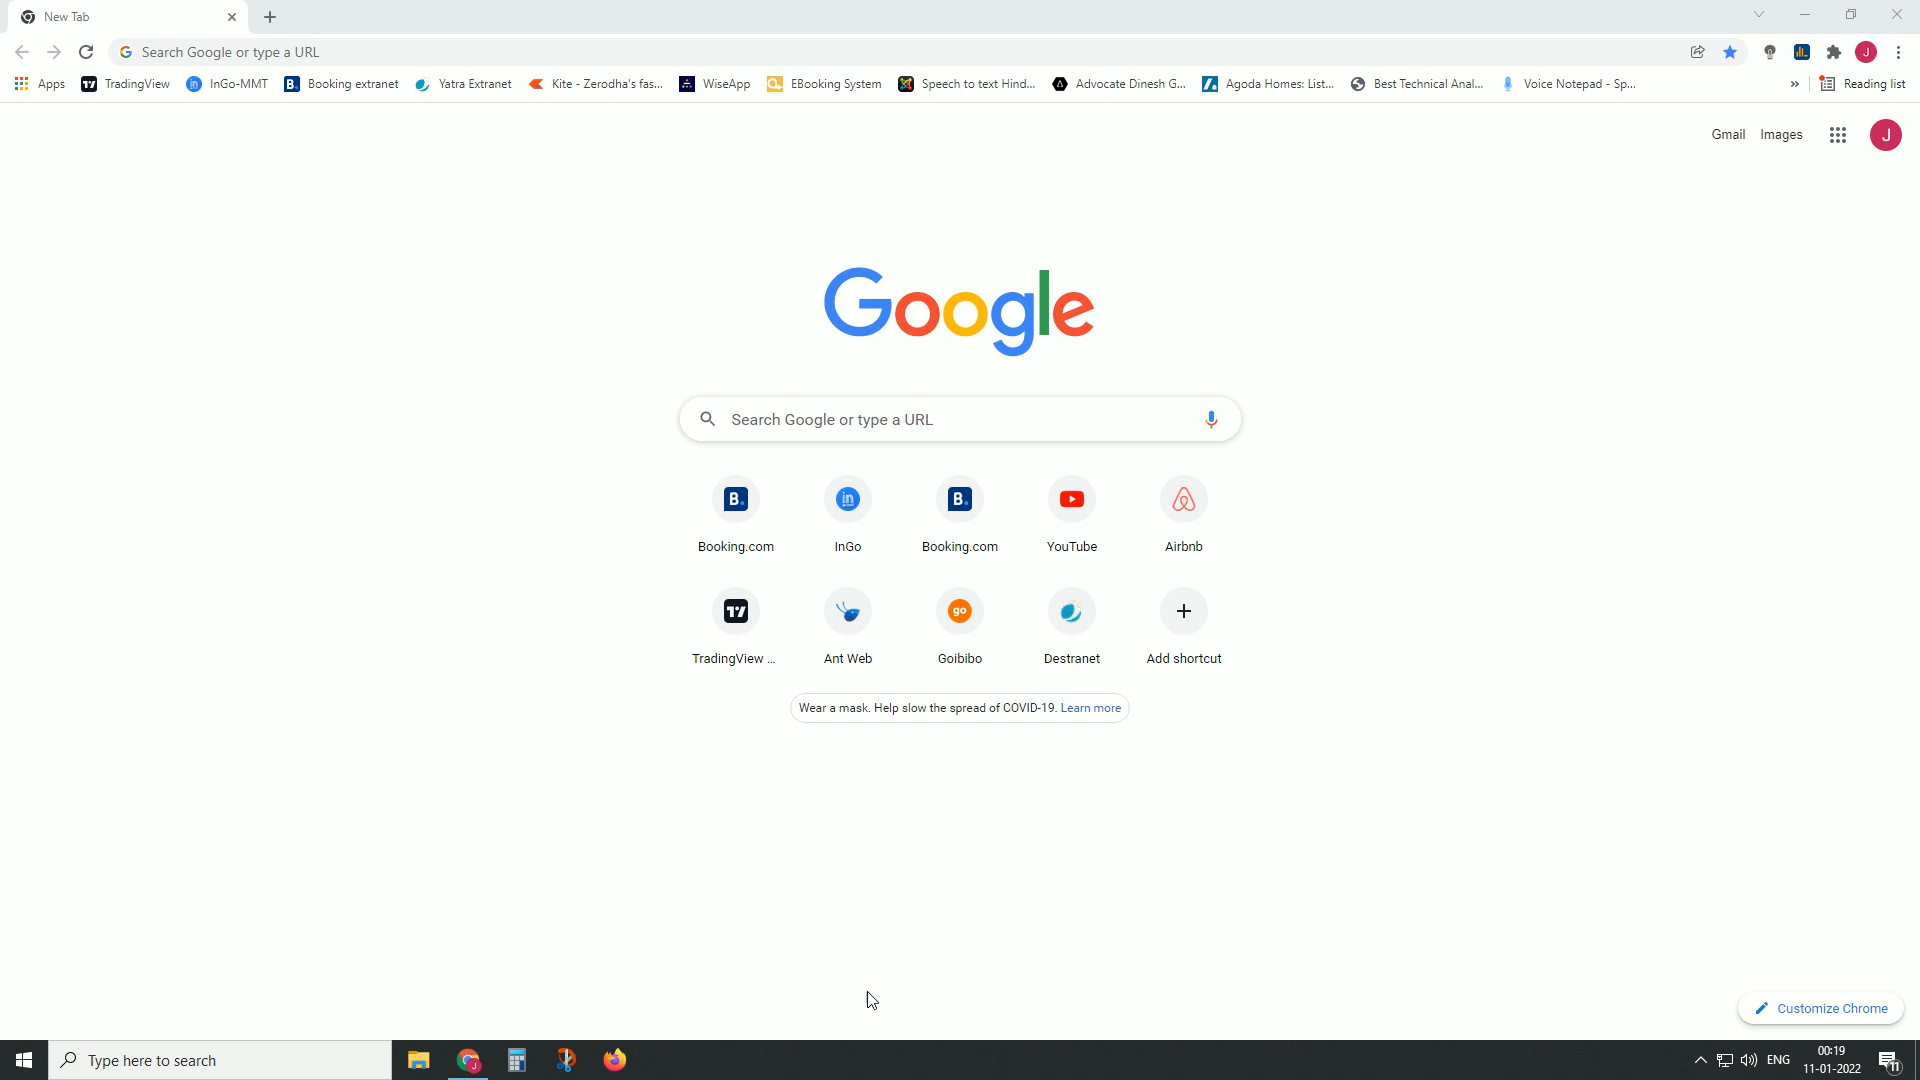 New Tab
Search Google or type a URL
Apps TradingView InGo-MMT Booking extranet Yatra Extranet Kite - Zerodha's fas... WiseApp EBooking System Speech to text Hind... Advocate Dinesh G... Agoda Homes: List... Best Technical Anal... Voice Notepad - Sp... » Reading list
Gmail Images J
Google
Search Google or type a URL
Booking.com InGo Booking.com YouTube Airbnb
TradingView ... Ant Web Goibibo Destranet Add shortcut
Wear a mask. Help slow the spread of COVID-19. Learn more
Customize Chrome
Type here to search
ENG
00:19
11-01-2022
11